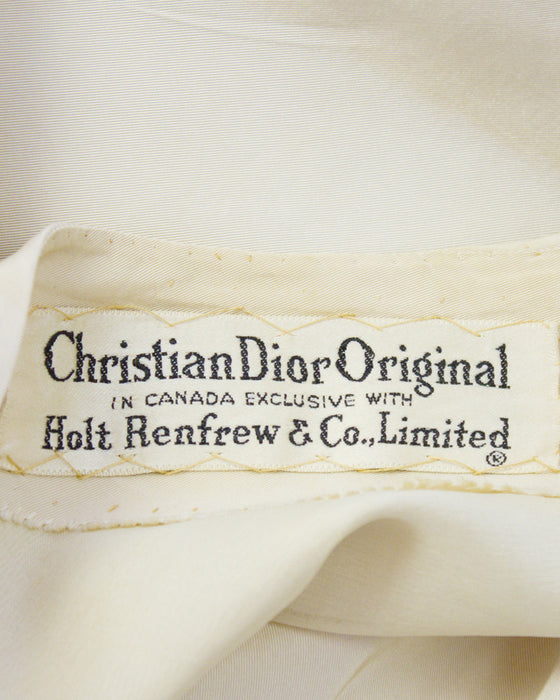 Christian Dior Original
IN CANADA EXCLUSIVE WITH
Holt Renfrew & Co., Limited
®